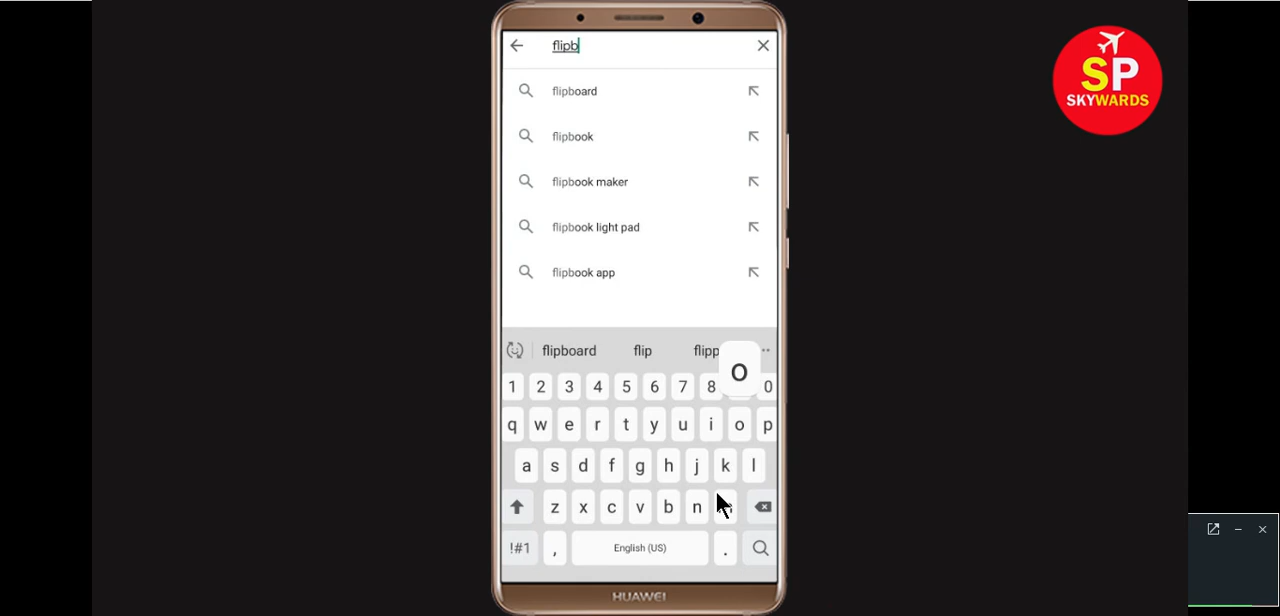 flipb
SP
SKYWARDS
flipboard
flipbook
flipbook maker
flipbook light pad
flipbook app
flipboard flip flipp
o
1 2 3 4 5 6 7 8 0
q w e r t y u i o p
a s d f g h j k l
z x c v b n
!#1 , English (US) .
HUAWEI